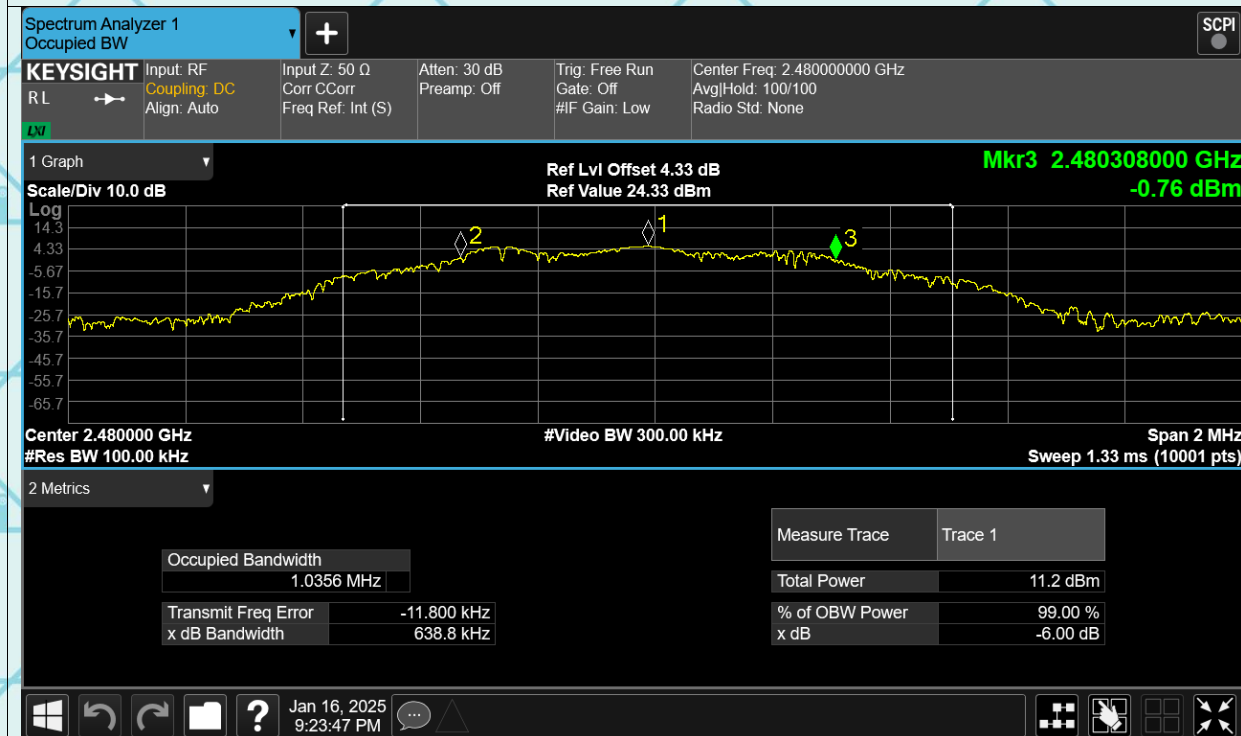 Spectrum Analyzer 1
Occupied BW
▼
+
SCPI
KEYSIGHT
R L
LXI
Input: RF
Coupling: DC
Align: Auto
Input Z: 50 Ω
Corr CCorr
Freq Ref: Int (S)
Atten: 30 dB
Preamp: Off
Trig: Free Run
Gate: Off
#IF Gain: Low
Center Freq: 2.480000000 GHz
Avg|Hold: 100/100
Radio Std: None
1 Graph ▼
Scale/Div 10.0 dB
Ref Lvl Offset 4.33 dB
Ref Value 24.33 dBm
Mkr3 2.480308000 GHz
-0.76 dBm
Log
14.3
4.33
-5.67
-15.7
-25.7
-35.7
-45.7
-55.7
-65.7
2
1
3
Center 2.480000 GHz
#Res BW 100.00 kHz
#Video BW 300.00 kHz
Span 2 MHz
Sweep 1.33 ms (10001 pts)
2 Metrics ▼
Occupied Bandwidth
1.0356 MHz
Transmit Freq Error -11.800 kHz
x dB Bandwidth 638.8 kHz
Measure Trace Trace 1
Total Power 11.2 dBm
% of OBW Power 99.00 %
x dB -6.00 dB
?
Jan 16, 2025
9:23:47 PM